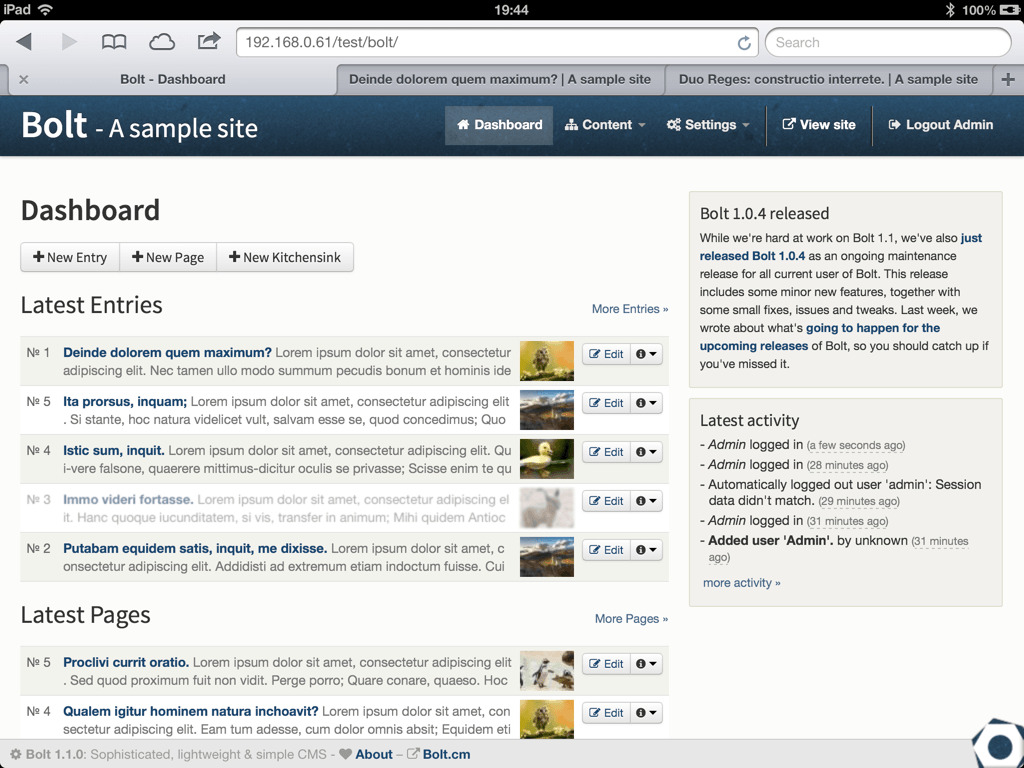 iPad 19:44 100%
192.168.0.61/test/bolt/ Search
Bolt - Dashboard Deinde dolorem quem maximum? | A sample site Duo Reges: constructio interrete. | A sample site
Bolt - A sample site
Dashboard Content Settings View site Logout Admin
Dashboard
New Entry New Page New Kitchensink
Latest Entries More Entries »
№ 1 Deinde dolorem quem maximum? Lorem ipsum dolor sit amet, consectetur
adipiscing elit. Nec tamen ullo modo summum pecudis bonum et hominis ide
Edit
№ 5 Ita prorsus, inquam; Lorem ipsum dolor sit amet, consectetur adipiscing elit
. Si stante, hoc natura videlicet vult, salvam esse se, quod concedimus; Quo
Edit
№ 4 Istic sum, inquit. Lorem ipsum dolor sit amet, consectetur adipiscing elit. Qu
i-vere falsone, quaerere mittimus-dicitur oculis se privasse; Scisse enim te qu
Edit
№ 3 Immo videri fortasse. Lorem ipsum dolor sit amet, consectetur adipiscing el
it. Hanc quoque iucunditatem, si vis, transfer in animum; Mihi quidem Antioc
Edit
№ 2 Putabam equidem satis, inquit, me dixisse. Lorem ipsum dolor sit amet, c
onsectetur adipiscing elit. Addidisti ad extremum etiam indoctum fuisse. Cui
Edit
Latest Pages More Pages »
№ 5 Proclivi currit oratio. Lorem ipsum dolor sit amet, consectetur adipiscing elit
. Sed quod proximum fuit non vidit. Perge porro; Quare conare, quaeso. Hoc
Edit
№ 4 Qualem igitur hominem natura inchoavit? Lorem ipsum dolor sit amet, con
sectetur adipiscing elit. Eam tum adesse, cum dolor omnis absit; Equidem eti
Edit
Bolt 1.0.4 released
While we're hard at work on Bolt 1.1, we've also just
released Bolt 1.0.4 as an ongoing maintenance
release for all current user of Bolt. This release
includes some minor new features, together with
some small fixes, issues and tweaks. Last week, we
wrote about what's going to happen for the
upcoming releases of Bolt, so you should catch up if
you've missed it.
Latest activity
- Admin logged in (a few seconds ago)
- Admin logged in (28 minutes ago)
- Automatically logged out user 'admin': Session
data didn't match. (29 minutes ago)
- Admin logged in (31 minutes ago)
- Added user 'Admin'. by unknown (31 minutes
ago)
more activity »
Bolt 1.1.0: Sophisticated, lightweight & simple CMS - About – Bolt.cm